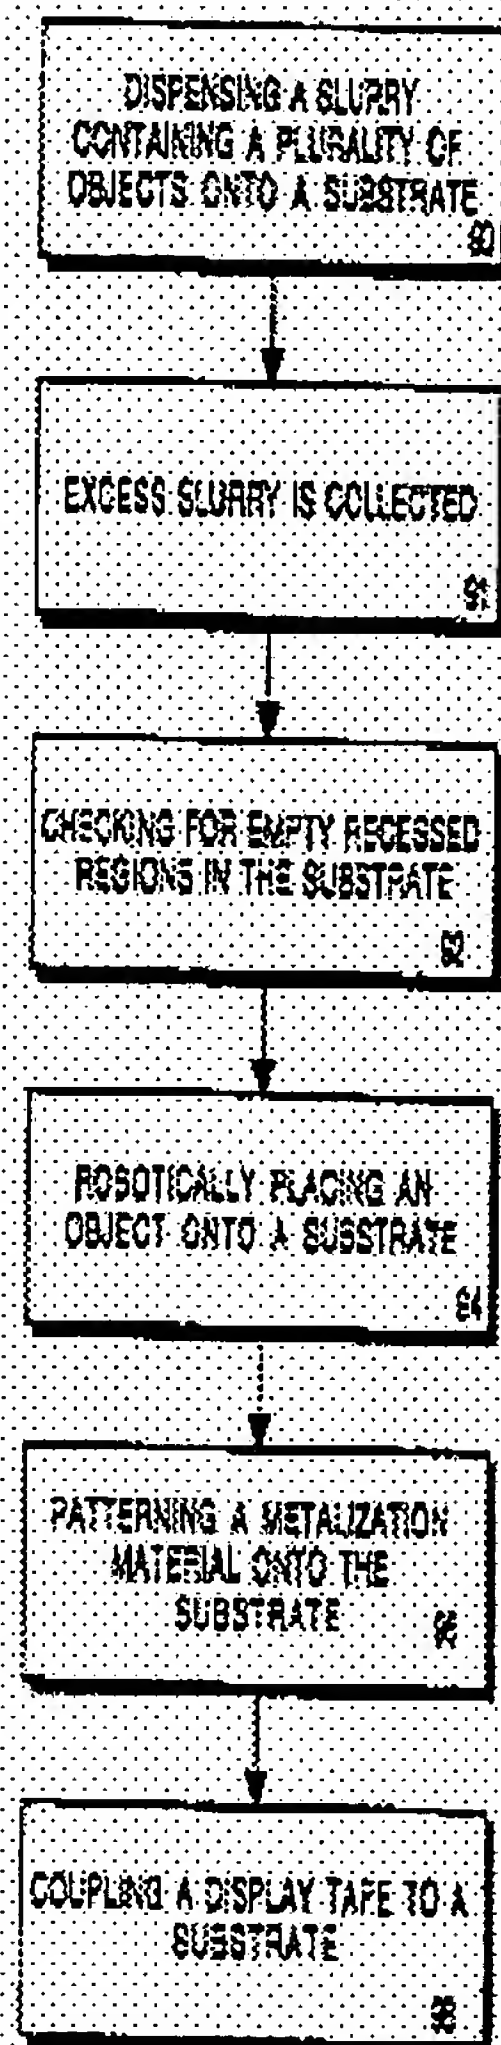 DISPENSING A SLURRY
CONTAINING A PLURALITY OF
OBJECTS ONTO A SUBSTRATE
90
EXCESS SLURRY IS COLLECTED
91
CHECKING FOR EMPTY RECESSED
REGIONS IN THE SUBSTRATE
92
ROBOTICALLY PLACING AN
OBJECT ONTO A SUBSTRATE
94
PATTERNING A METALIZATION
MATERIAL ONTO THE
SUBSTRATE
COUPLING A DISPLAY TAPE TO A
SUBSTRATE